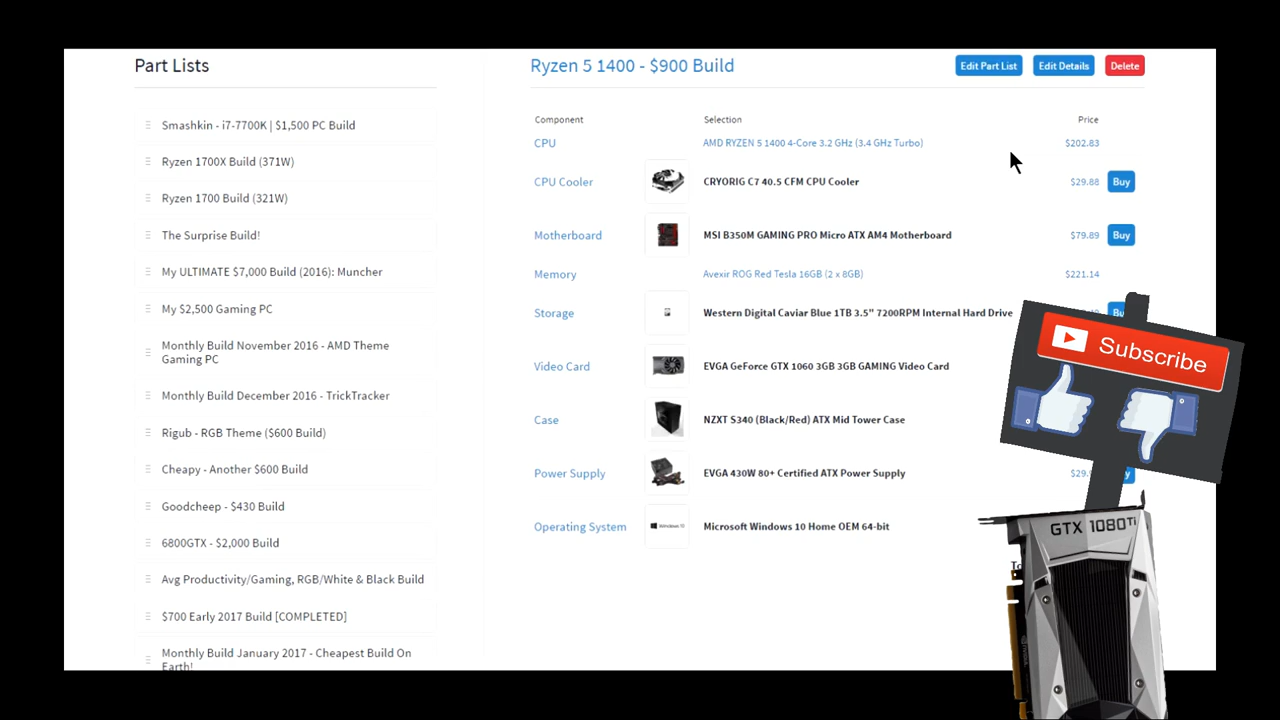 Part Lists
Smashkin - i7-7700K | $1,500 PC Build
Ryzen 1700X Build (371W)
Ryzen 1700 Build (321W)
The Surprise Build!
My ULTIMATE $7,000 Build (2016): Muncher
My $2,500 Gaming PC
Monthly Build November 2016 - AMD Theme
Gaming PC
Monthly Build December 2016 - TrickTracker
Rigub - RGB Theme ($600 Build)
Cheapy - Another $600 Build
Goodcheep - $430 Build
6800GTX - $2,000 Build
Avg Productivity/Gaming, RGB/White & Black Build
$700 Early 2017 Build [COMPLETED]
Monthly Build January 2017 - Cheapest Build On
Earth!
Ryzen 5 1400 - $900 Build
Edit Part List Edit Details Delete
Component Selection Price
CPU AMD RYZEN 5 1400 4-Core 3.2 GHz (3.4 GHz Turbo) $202.83
CPU Cooler CRYORIG C7 40.5 CFM CPU Cooler $29.88 Buy
Motherboard MSI B350M GAMING PRO Micro ATX AM4 Motherboard $79.89 Buy
Memory Avexir ROG Red Tesla 16GB (2 x 8GB) $221.14
Storage Western Digital Caviar Blue 1TB 3.5" 7200RPM Internal Hard Drive
Video Card EVGA GeForce GTX 1060 3GB 3GB GAMING Video Card
Case NZXT S340 (Black/Red) ATX Mid Tower Case
Power Supply EVGA 430W 80+ Certified ATX Power Supply
Operating System Windows 10 Microsoft Windows 10 Home OEM 64-bit
Subscribe
GTX 1080 Ti